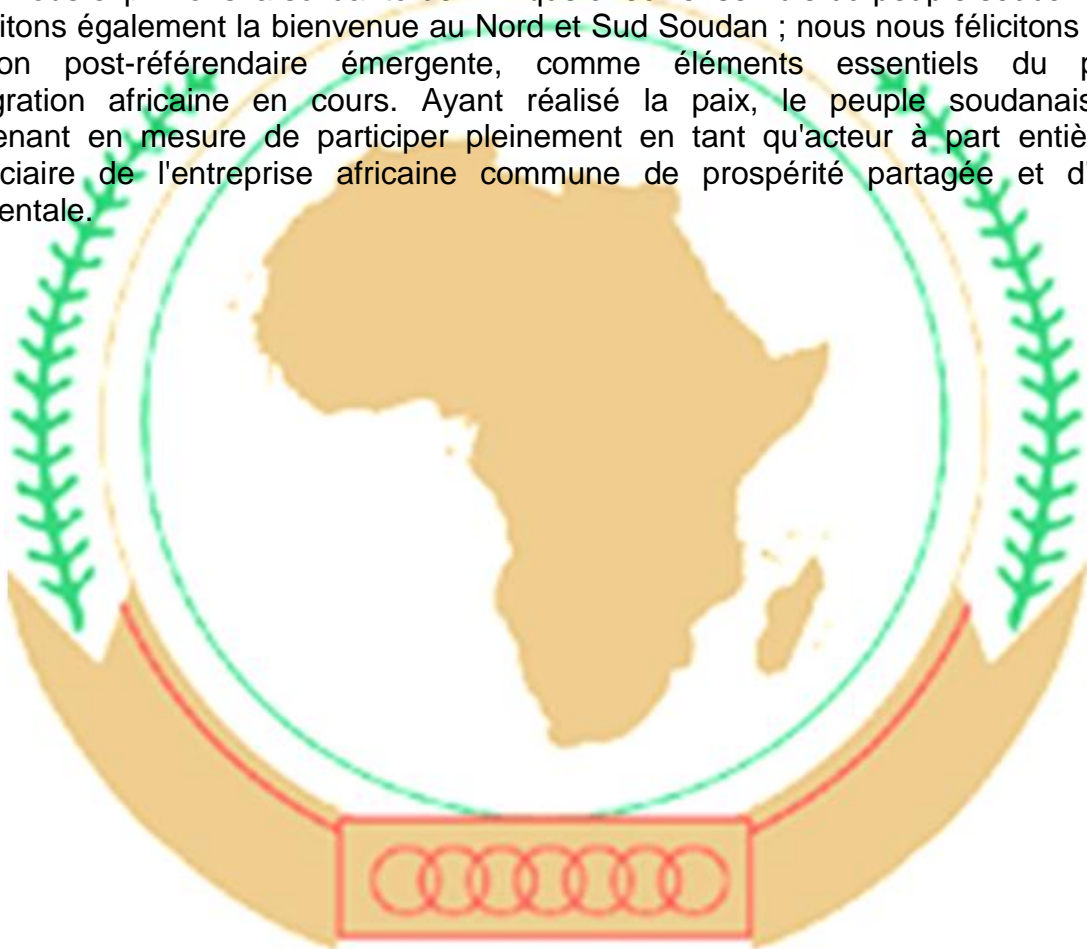 itons également la bienvenue au Nord et Sud Soudan ; nous nous félicitons
on post-référendaire émergente, comme éléments essentiels du p
gration africaine en cours. Ayant réalisé la paix, le peuple soudanais
enant en mesure de participer pleinement en tant qu'acteur à part entiè
ciaire de l'entreprise africaine commune de prospérité partagée et d'
entale.